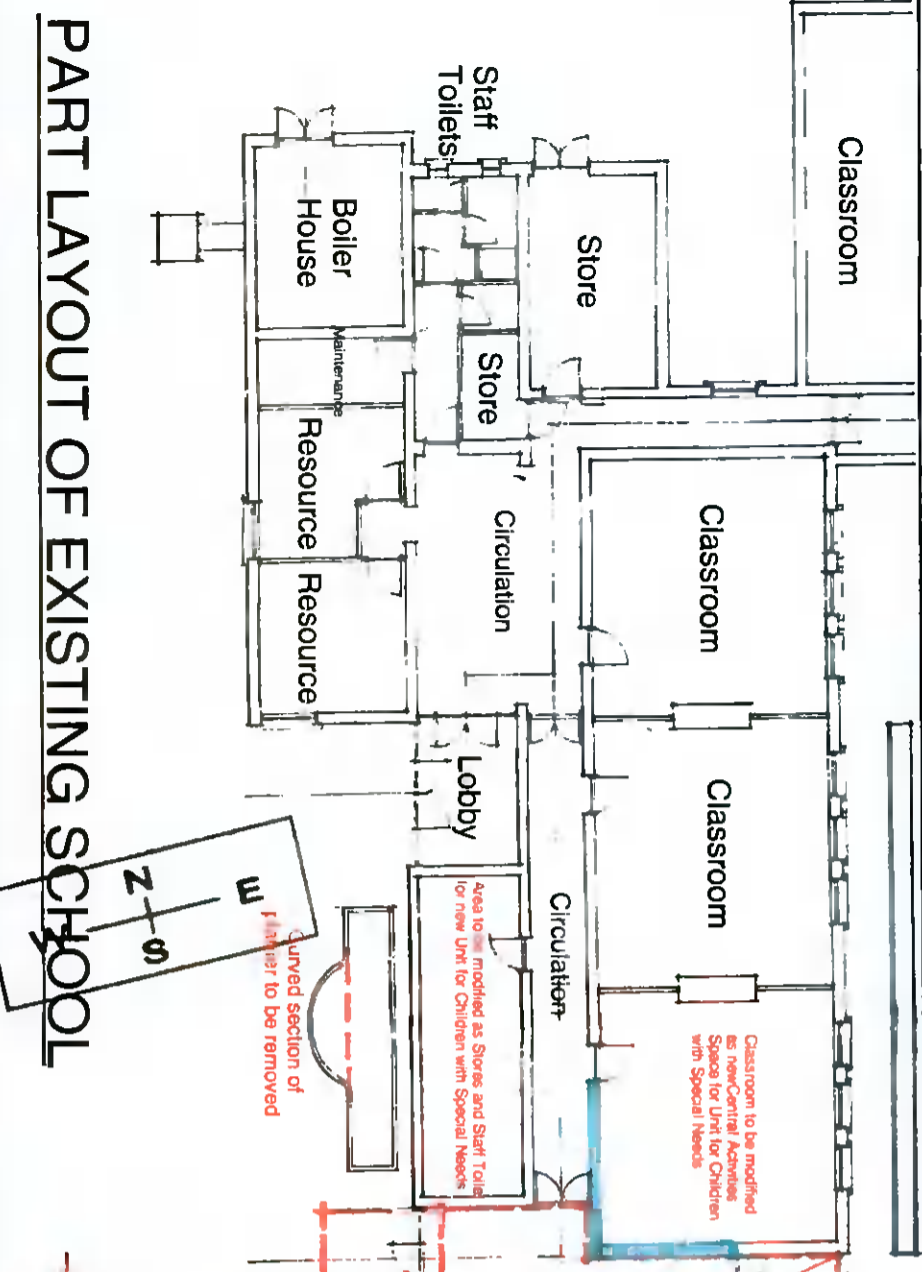 PART LAYOUT OF EXISTING SCHOOL
Classroom
Staff
Toilets
Store
Boiler
House
Maintenance
Store
Resource
Resource
Circulation
Classroom
Classroom
Lobby
Circulation
Area to be modified as Stores and Staff Toilet
for new Unit for Children with Special Needs
Classroom to be modified
as new Central Activities
Space for Unit for Children
with Special Needs
Curved section of
planter to be removed
N
E
S